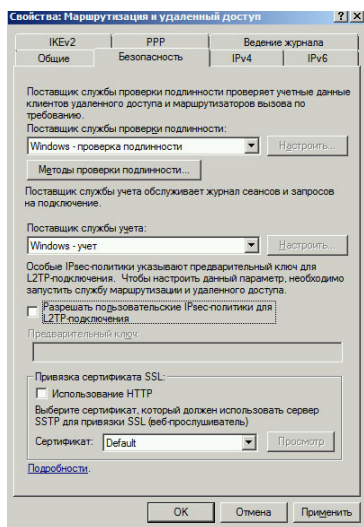 Свойства: Маршрутизация и удаленный доступ
IKEv2 PPP Ведение журнала
Общие Безопасность IPv4 IPv6
Поставщик службы проверки подлинности проверяет учетные данные
клиентов удаленного доступа и маршрутизаторов вызова по
требованию.
Поставщик службы проверки подлинности:
Windows - проверка подлинности Настроить...
Методы проверки подлинности...
Поставщик службы учета обслуживает журнал сеансов и запросов
на подключение.
Поставщик службы учета:
Windows - учет Настроить...
Особые IPsec-политики указывают предварительный ключ для
L2TP-подключения. Чтобы настроить данный параметр, необходимо
запустить службу маршрутизации и удаленного доступа.
Разрешать пользовательские IPsec-политики для
L2TP-подключения
Предварительный ключ:
Привязка сертификата SSL:
Использование HTTP
Выберите сертификат, который должен использовать сервер
SSTP для привязки SSL (веб-прослушиватель)
Сертификат: Default Просмотр
Подробности.
OK Отмена Применить